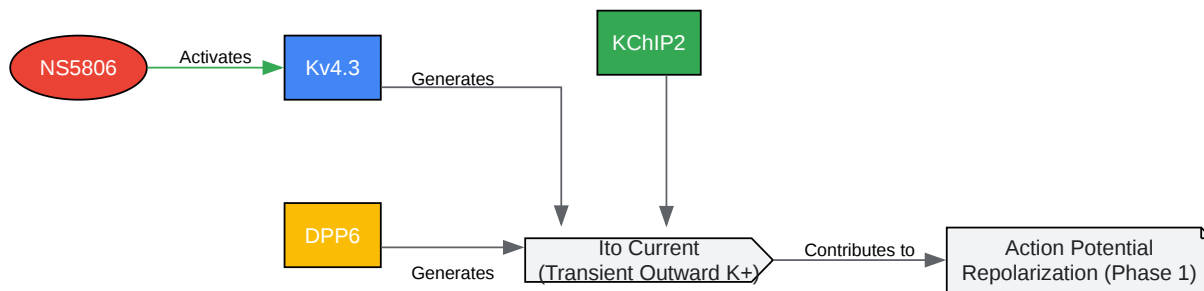 KChIP2
NS5806
Activates
Kv4.3
Generates
DPP6
Generates
Ito Current
(Transient Outward K+)
Contributes to
Action Potential
Repolarization (Phase 1)